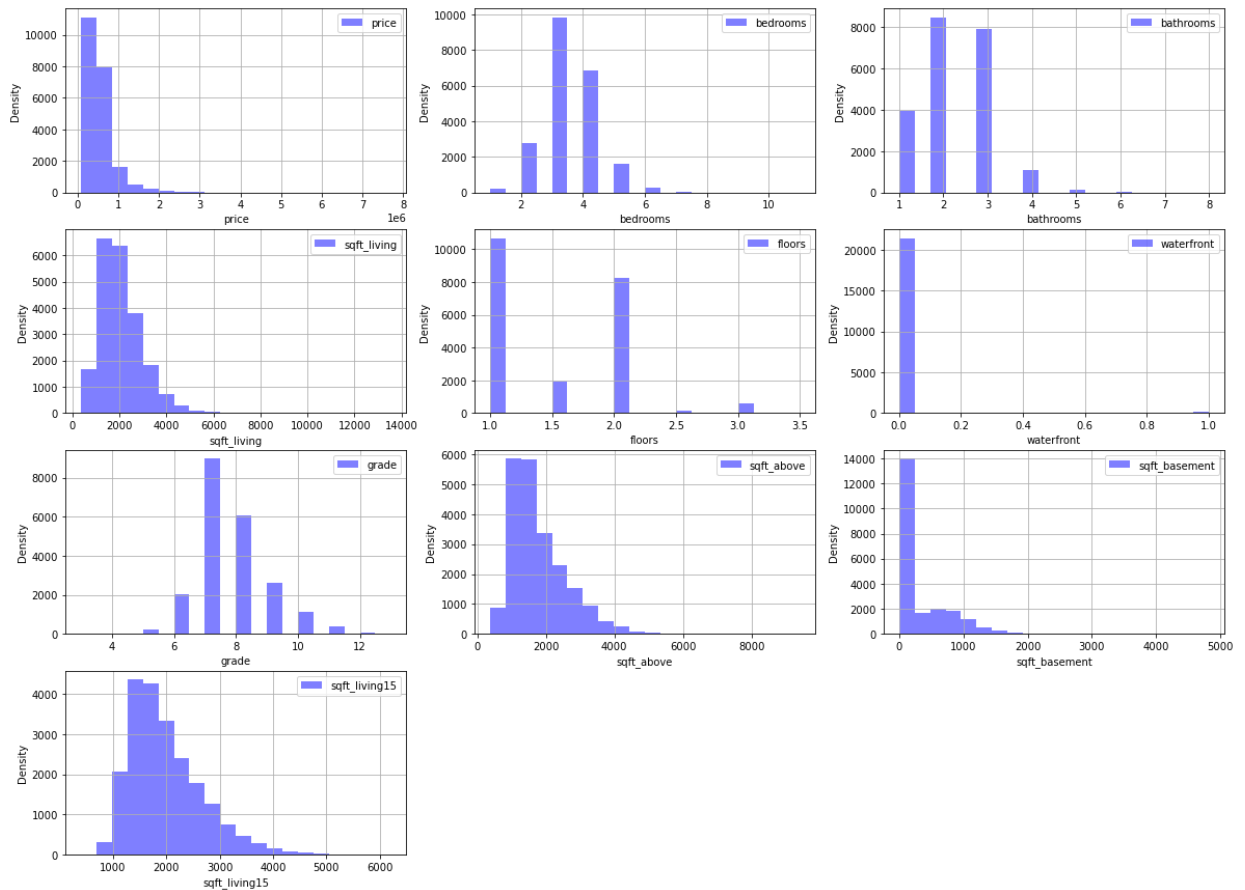 price
Density
10000
8000
6000
4000
2000
0
0 1 2 3 4 5 6 7 8
1e6
price
bedrooms
Density
10000
8000
6000
4000
2000
0
2 4 6 8 10
bedrooms
bathrooms
Density
8000
6000
4000
2000
0
1 2 3 4 5 6 7 8
bathrooms
sqft_living
Density
6000
5000
4000
3000
2000
1000
0
0 2000 4000 6000 8000 10000 12000 14000
sqft_living
floors
Density
10000
8000
6000
4000
2000
0
1.0 1.5 2.0 2.5 3.0 3.5
floors
waterfront
Density
20000
15000
10000
5000
0
0.0 0.2 0.4 0.6 0.8 1.0
waterfront
grade
Density
8000
6000
4000
2000
0
4 6 8 10 12
grade
sqft_above
Density
6000
5000
4000
3000
2000
1000
0
0 2000 4000 6000 8000
sqft_above
sqft_basement
Density
14000
12000
10000
8000
6000
4000
2000
0
0 1000 2000 3000 4000 5000
sqft_basement
sqft_living15
Density
4000
3000
2000
1000
0
1000 2000 3000 4000 5000 6000
sqft_living15